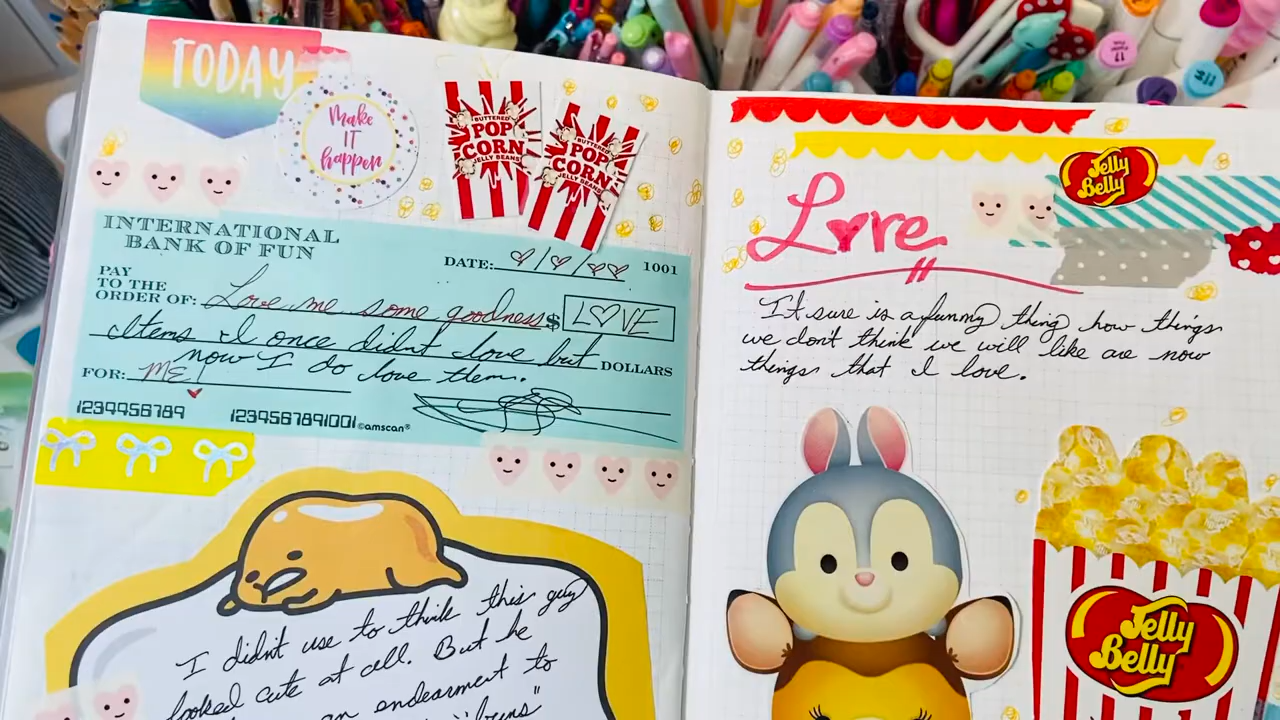 TODAY
Make
IT
happen
BUTTERED
POP
CORN
JELLY BEANS
BUTTERED
POP
CORN
JELLY BEANS
INTERNATIONAL
BANK OF FUN
DATE:
1001
PAY
TO THE
ORDER OF: Love me some goodness $ LOVE
Items I once didnt love but DOLLARS
now I do love them.
FOR: ME!
123456789 1234567891001 ©amscan®
I didnt use to think this guy
looked cute at all. But he
an endearment to
"buns"
Jelly
Belly
Love
It sure is a funny thing how things
we don't think we will like are now
things that I love.
Jelly
Belly